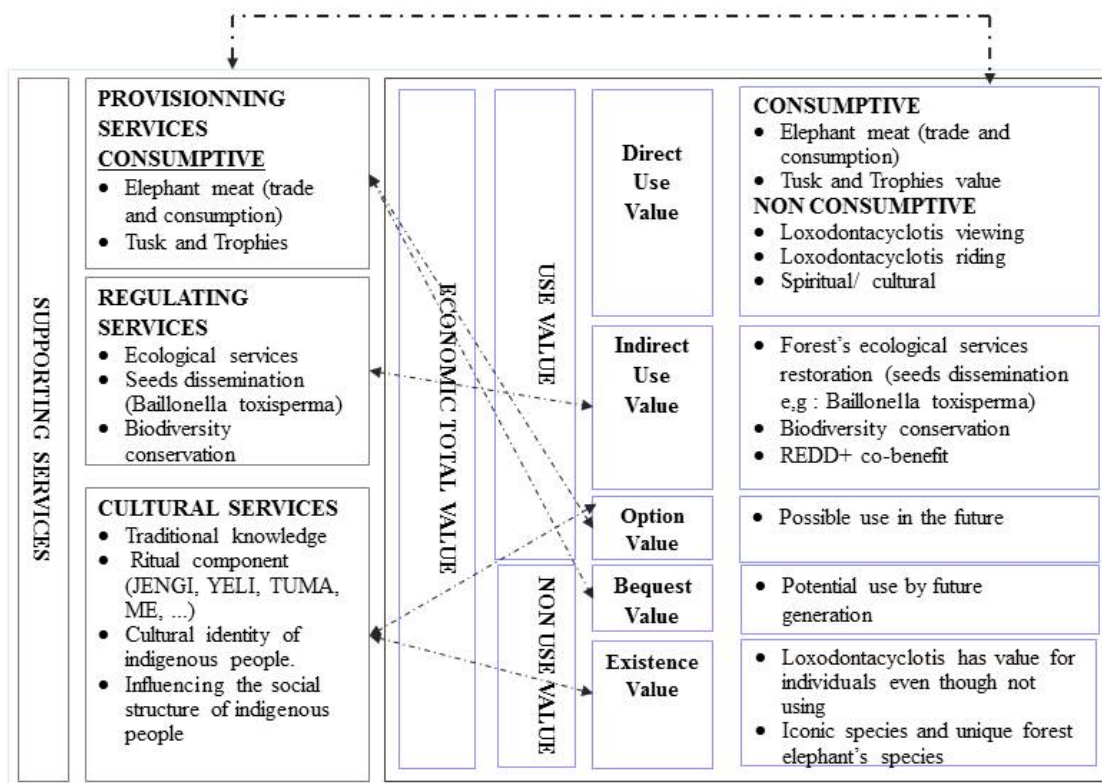 SUPPORTING SERVICES
PROVISIONNING
SERVICES
CONSUMPTIVE
• Elephant meat (trade
and consumption)
• Tusk and Trophies
REGULATING
SERVICES
• Ecological services
• Seeds dissemination
(Baillonella toxisperma)
• Biodiversity
conservation
CULTURAL SERVICES
• Traditional knowledge
• Ritual component
(JENGI, YELI, TUMA,
ME, ...)
• Cultural identity of
indigenous people.
• Influencing the social
structure of indigenous
people
ECONOMIC TOTAL VALUE
USE VALUE
NON USE VALUE
Direct
Use
Value
CONSUMPTIVE
• Elephant meat (trade and
consumption)
• Tusk and Trophies value
NON CONSUMPTIVE
• Loxodontacyclotis viewing
• Loxodontacyclotis riding
• Spiritual/ cultural
Indirect
Use
Value
• Forest's ecological services
restoration (seeds dissemination
e,g : Baillonella toxisperma)
• Biodiversity conservation
• REDD+ co-benefit
Option
Value
• Possible use in the future
Bequest
Value
• Potential use by future
generation
Existence
Value
• Loxodontacyclotis has value for
individuals even though not
using
• Iconic species and unique forest
elephant's species